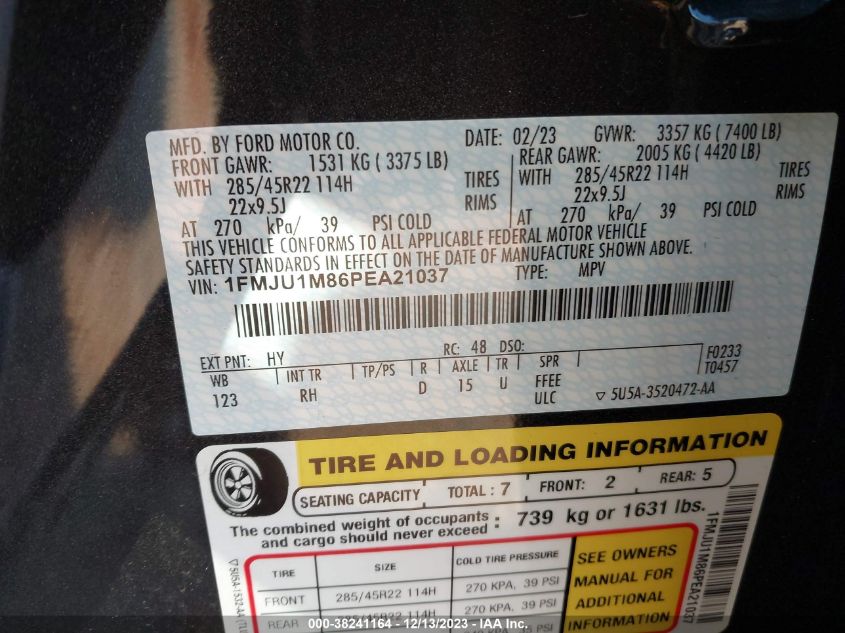 MFD. BY FORD MOTOR CO. DATE: 02/23 GVWR: 3357 KG ( 7400 LB)
FRONT GAWR: 1531 KG ( 3375 LB) REAR GAWR: 2005 KG ( 4420 LB)
WITH 285/45R22 114H TIRES WITH 285/45R22 114H TIRES
22x9.5J RIMS 22x9.5J RIMS
AT 270 kPa/ 39 PSI COLD AT 270 kPa/ 39 PSI COLD
THIS VEHICLE CONFORMS TO ALL APPLICABLE FEDERAL MOTOR VEHICLE
SAFETY STANDARDS IN EFFECT ON THE DATE OF MANUFACTURE SHOWN ABOVE.
VIN: 1FMJU1M86PEA21037 TYPE: MPV
EXT PNT: HY RC: 48 DSO: F0233
WB INT TR TP/PS R AXLE TR SPR T0457
123 RH D 15 U FFEE
ULC ▽ 5U5A-3520472-AA
TIRE AND LOADING INFORMATION
SEATING CAPACITY TOTAL : 7 FRONT: 2 REAR: 5
The combined weight of occupants and cargo should never exceed : 739 kg or 1631 lbs.
TIRE SIZE COLD TIRE PRESSURE
FRONT 285/45R22 114H 270 KPA, 39 PSI
REAR 285/45R22 114H 270 KPA, 39 PSI
SEE OWNERS
MANUAL FOR
ADDITIONAL
INFORMATION
1FMJU1M86PEA21037
000-38241164 - 12/13/2023 - IAA Inc.